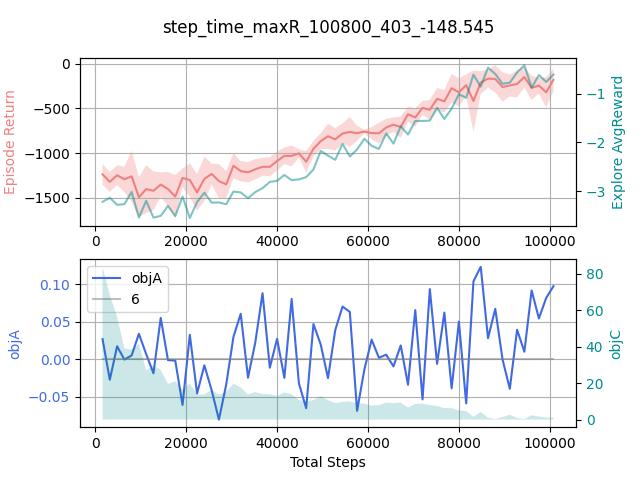 step_time_maxR_100800_403_-148.545
0
−500
−1000
−1500
Episode Return
−1
−2
−3
Explore AvgReward
0 20000 40000 60000 80000 100000
0.10
0.05
0.00
−0.05
objA
objA
6
80
60
40
20
0
objC
0 20000 40000 60000 80000 100000
Total Steps